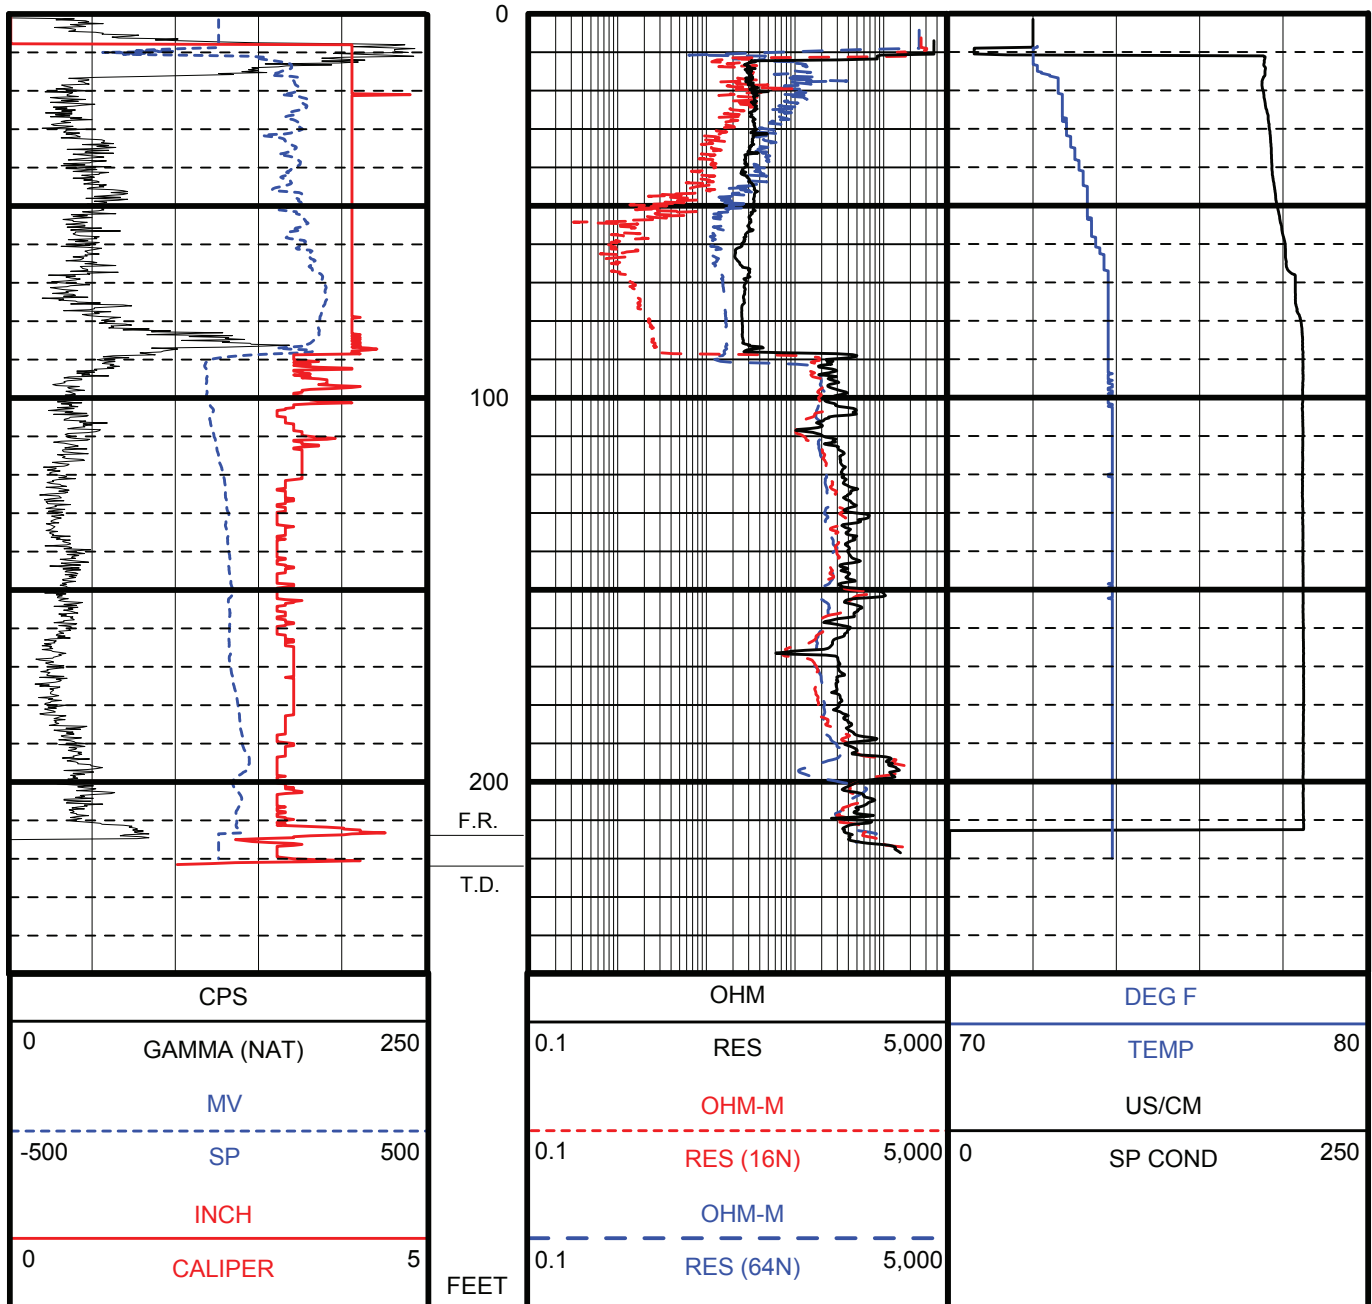 0
100
200
F.R.
T.D.
CPS
0 250
GAMMA (NAT)
MV
-500 500
SP
INCH
0 5
CALIPER
FEET
OHM
0.1 5,000
RES
OHM-M
0.1 5,000
RES (16N)
OHM-M
0.1 5,000
RES (64N)
DEG F
70 80
TEMP
US/CM
0 250
SP COND